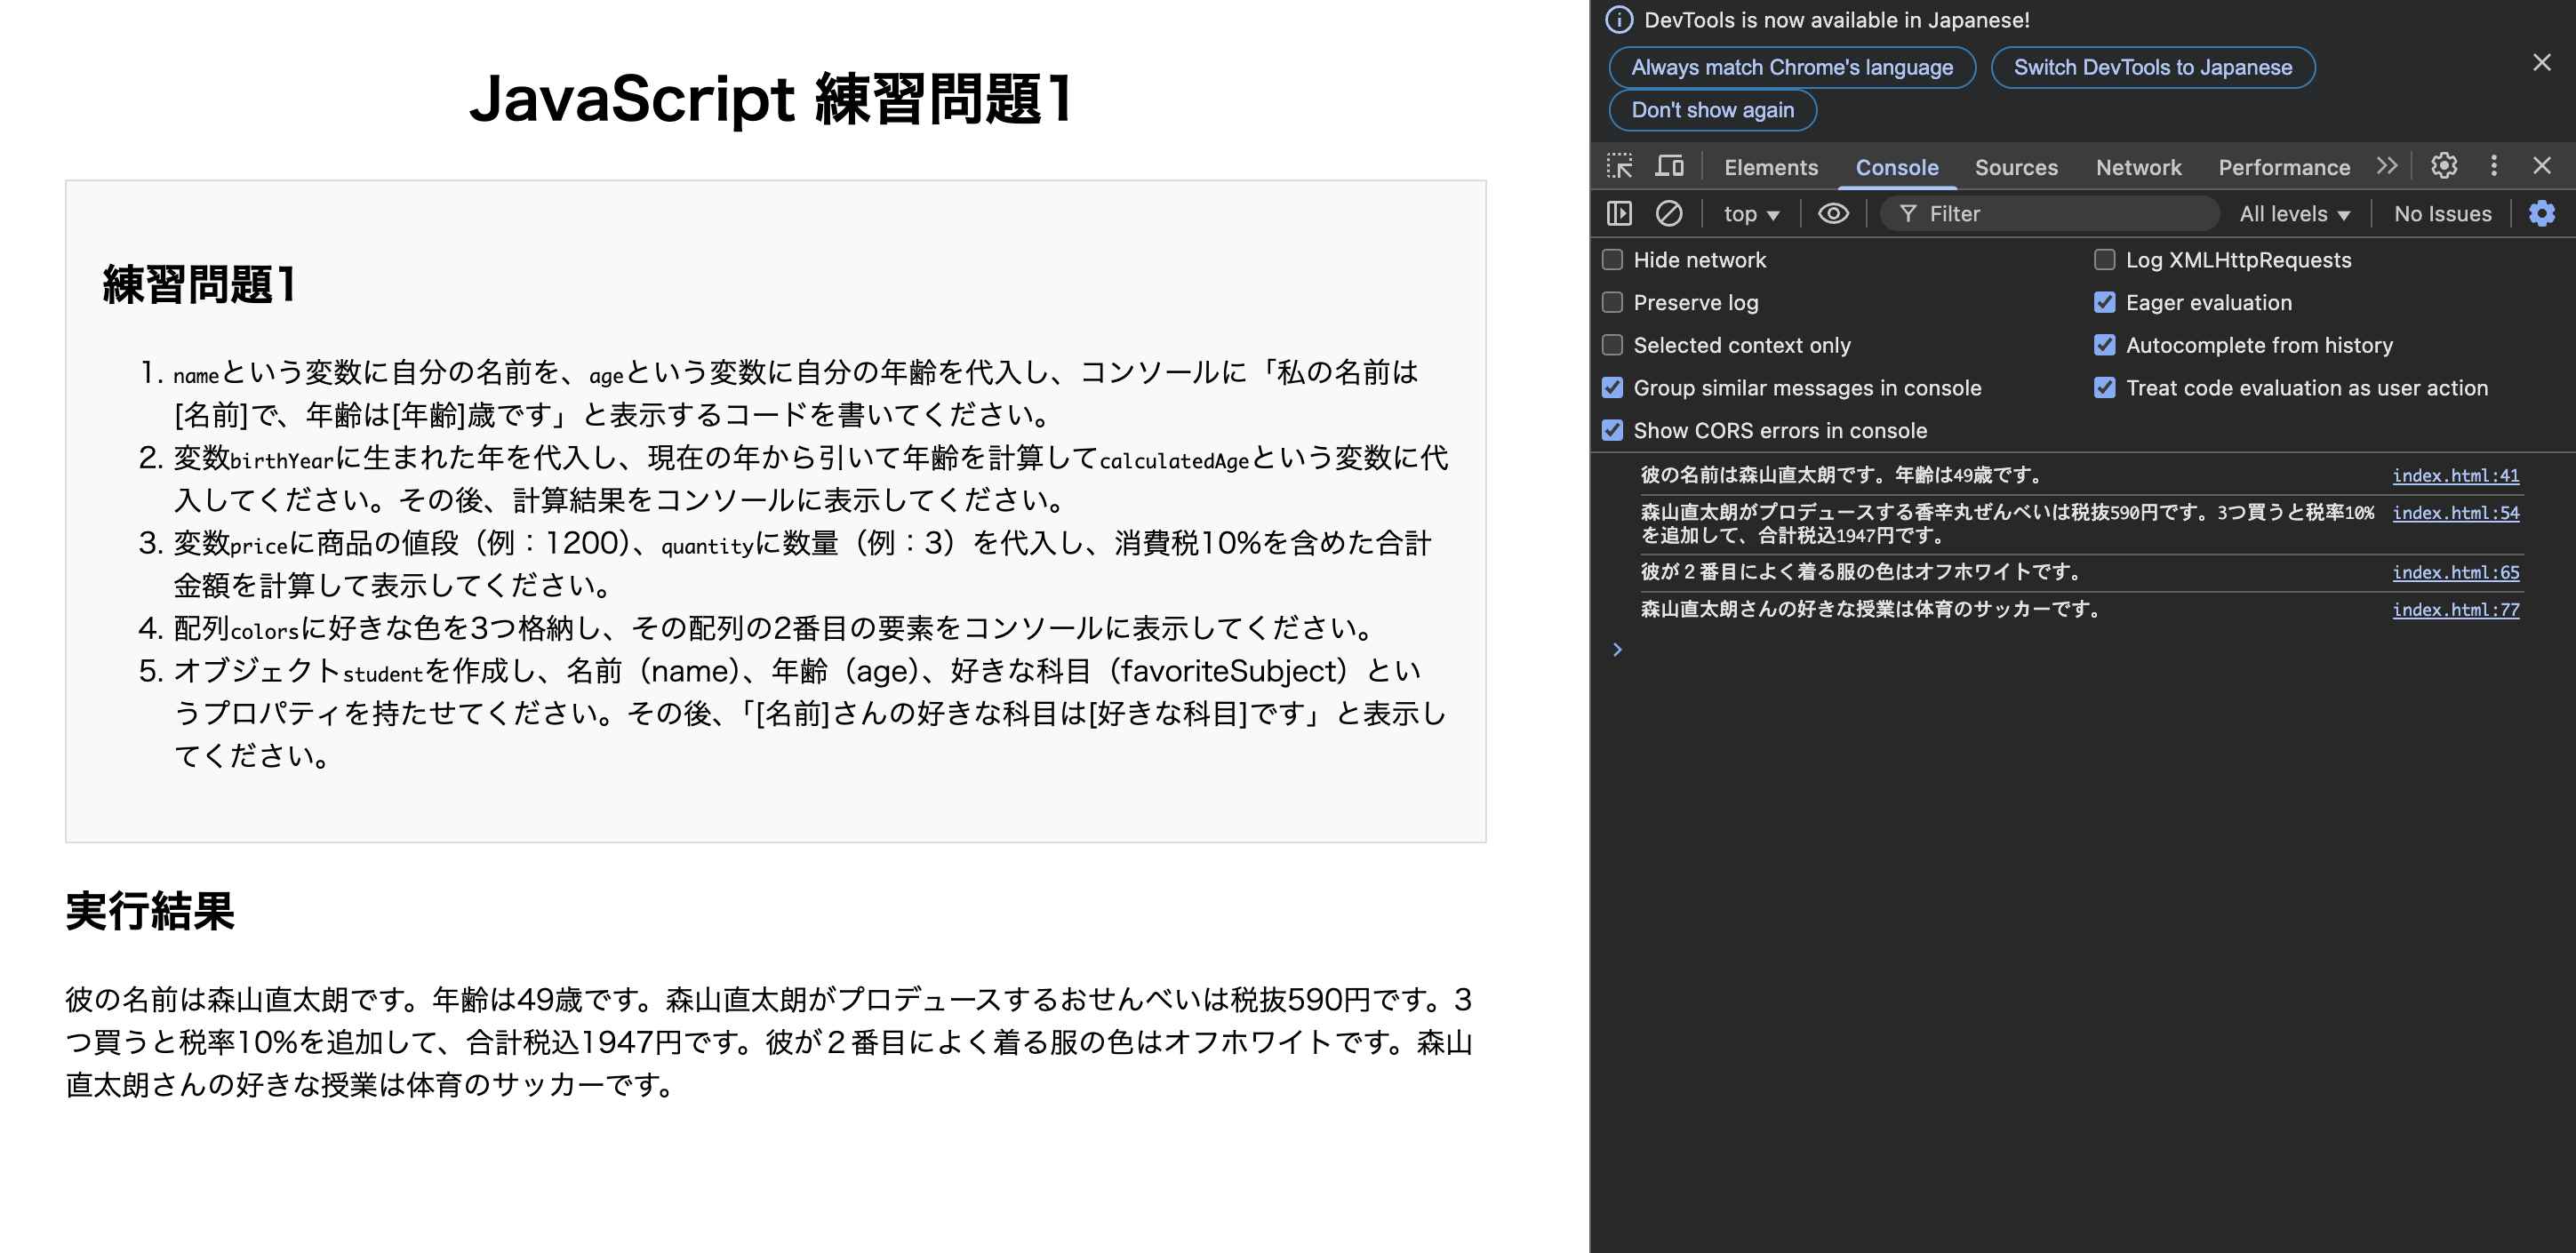 JavaScript 練習問題1
練習問題1
1. nameという変数に自分の名前を、ageという変数に自分の年齢を代入し、コンソールに「私の名前は
[名前]で、年齢は[年齢]歳です」と表示するコードを書いてください。
2. 変数birthYearに生まれた年を代入し、現在の年から引いて年齢を計算してcalculatedAgeという変数に代
入してください。その後、計算結果をコンソールに表示してください。
3. 変数priceに商品の値段（例：1200）、quantityに数量（例：3）を代入し、消費税10%を含めた合計
金額を計算して表示してください。
4. 配列colorsに好きな色を3つ格納し、その配列の2番目の要素をコンソールに表示してください。
5. オブジェクトstudentを作成し、名前（name）、年齢（age）、好きな科目（favoriteSubject）とい
うプロパティを持たせてください。その後、「[名前]さんの好きな科目は[好きな科目]です」と表示し
てください。
実行結果
彼の名前は森山直太朗です。年齢は49歳です。森山直太朗がプロデュースするおせんべいは税抜590円です。3
つ買うと税率10%を追加して、合計税込1947円です。彼が２番目によく着る服の色はオフホワイトです。森山
直太朗さんの好きな授業は体育のサッカーです。
DevTools is now available in Japanese!
Always match Chrome's language
Switch DevTools to Japanese
Don't show again
Elements Console Sources Network Performance
top Filter All levels No Issues
Hide network
Log XMLHttpRequests
Preserve log
Eager evaluation
Selected context only
Autocomplete from history
Group similar messages in console
Treat code evaluation as user action
Show CORS errors in console
彼の名前は森山直太朗です。年齢は49歳です。 index.html:41
森山直太朗がプロデュースする香辛丸ぜんべいは税抜590円です。3つ買うと税率10% index.html:54
を追加して、合計税込1947円です。
彼が２番目によく着る服の色はオフホワイトです。 index.html:65
森山直太朗さんの好きな授業は体育のサッカーです。 index.html:77